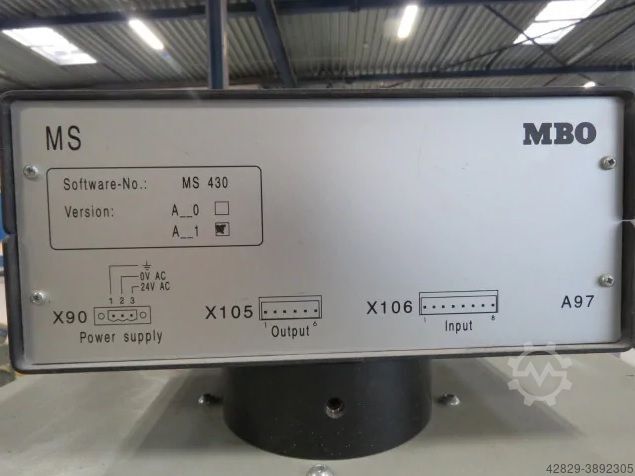 MS
MBO
Software-No.: MS 430
Version: A__0
A__1
0V AC
24V AC
1 2 3
X90
Power supply
X105
1 6
Output
X106
1 8
Input
A97
42829-3892305